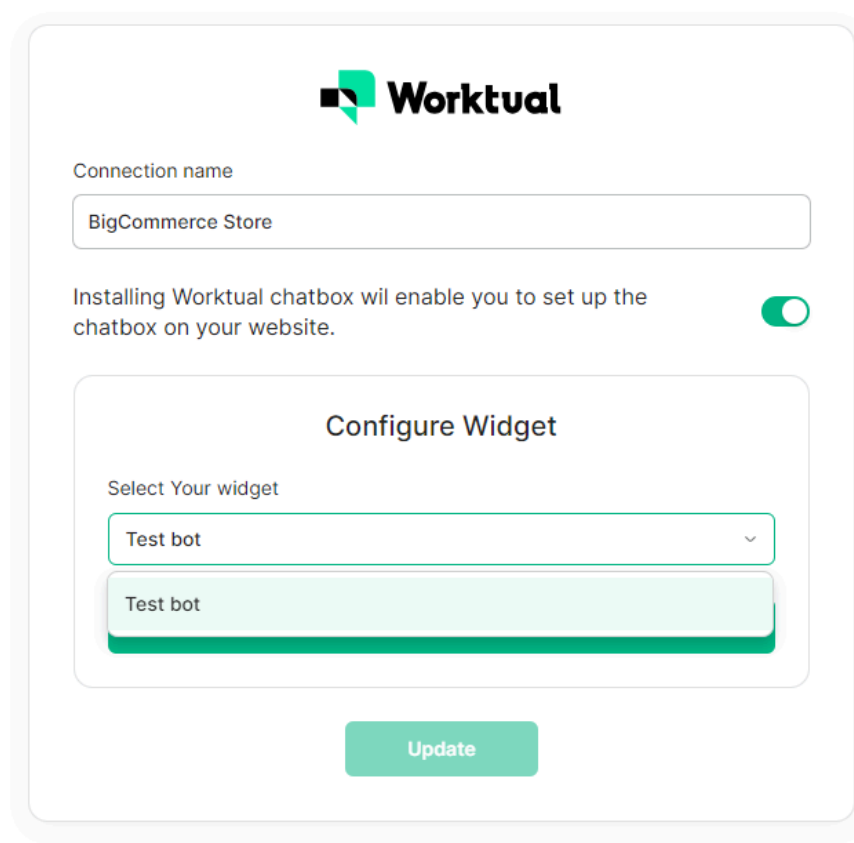 Worktual
Connection name
BigCommerce Store
Installing Worktual chatbox wil enable you to set up the
chatbox on your website.
Configure Widget
Select Your widget
Test bot
Test bot
Update